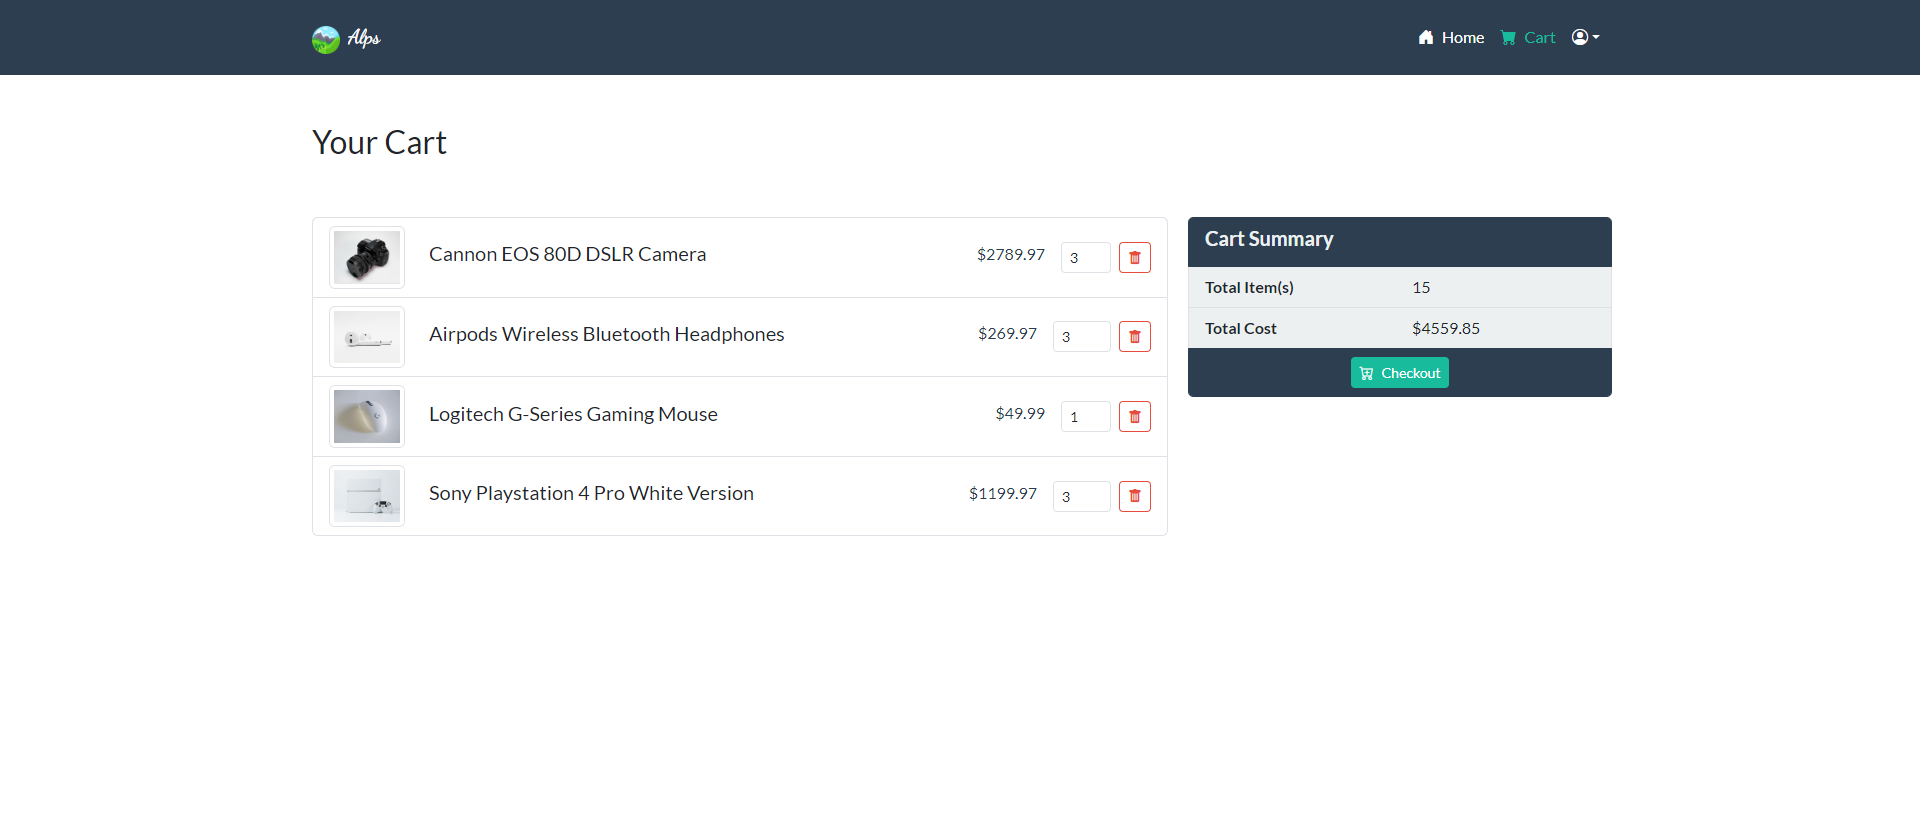 Alps
Home
Cart
Your Cart
Cannon EOS 80D DSLR Camera $2789.97 3
Airpods Wireless Bluetooth Headphones $269.97 3
Logitech G-Series Gaming Mouse $49.99 1
Sony Playstation 4 Pro White Version $1199.97 3
Cart Summary
Total Item(s) 15
Total Cost $4559.85
Checkout